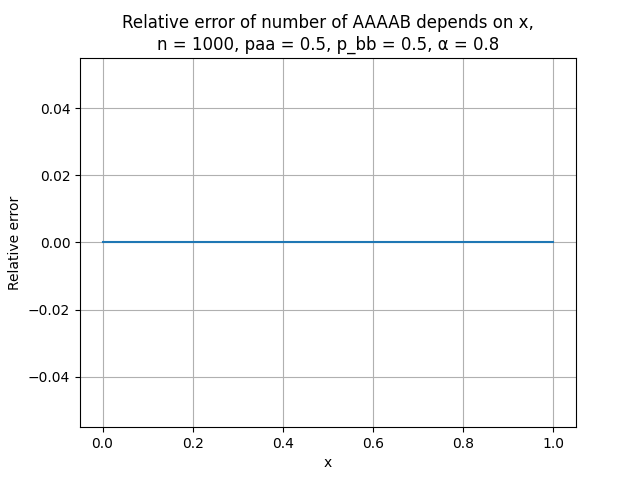 Relative error of number of AAAAB depends on x,
n = 1000, paa = 0.5, p_bb = 0.5, α = 0.8
Relative error
0.04
0.02
0.00
−0.02
−0.04
0.0 0.2 0.4 0.6 0.8 1.0
x